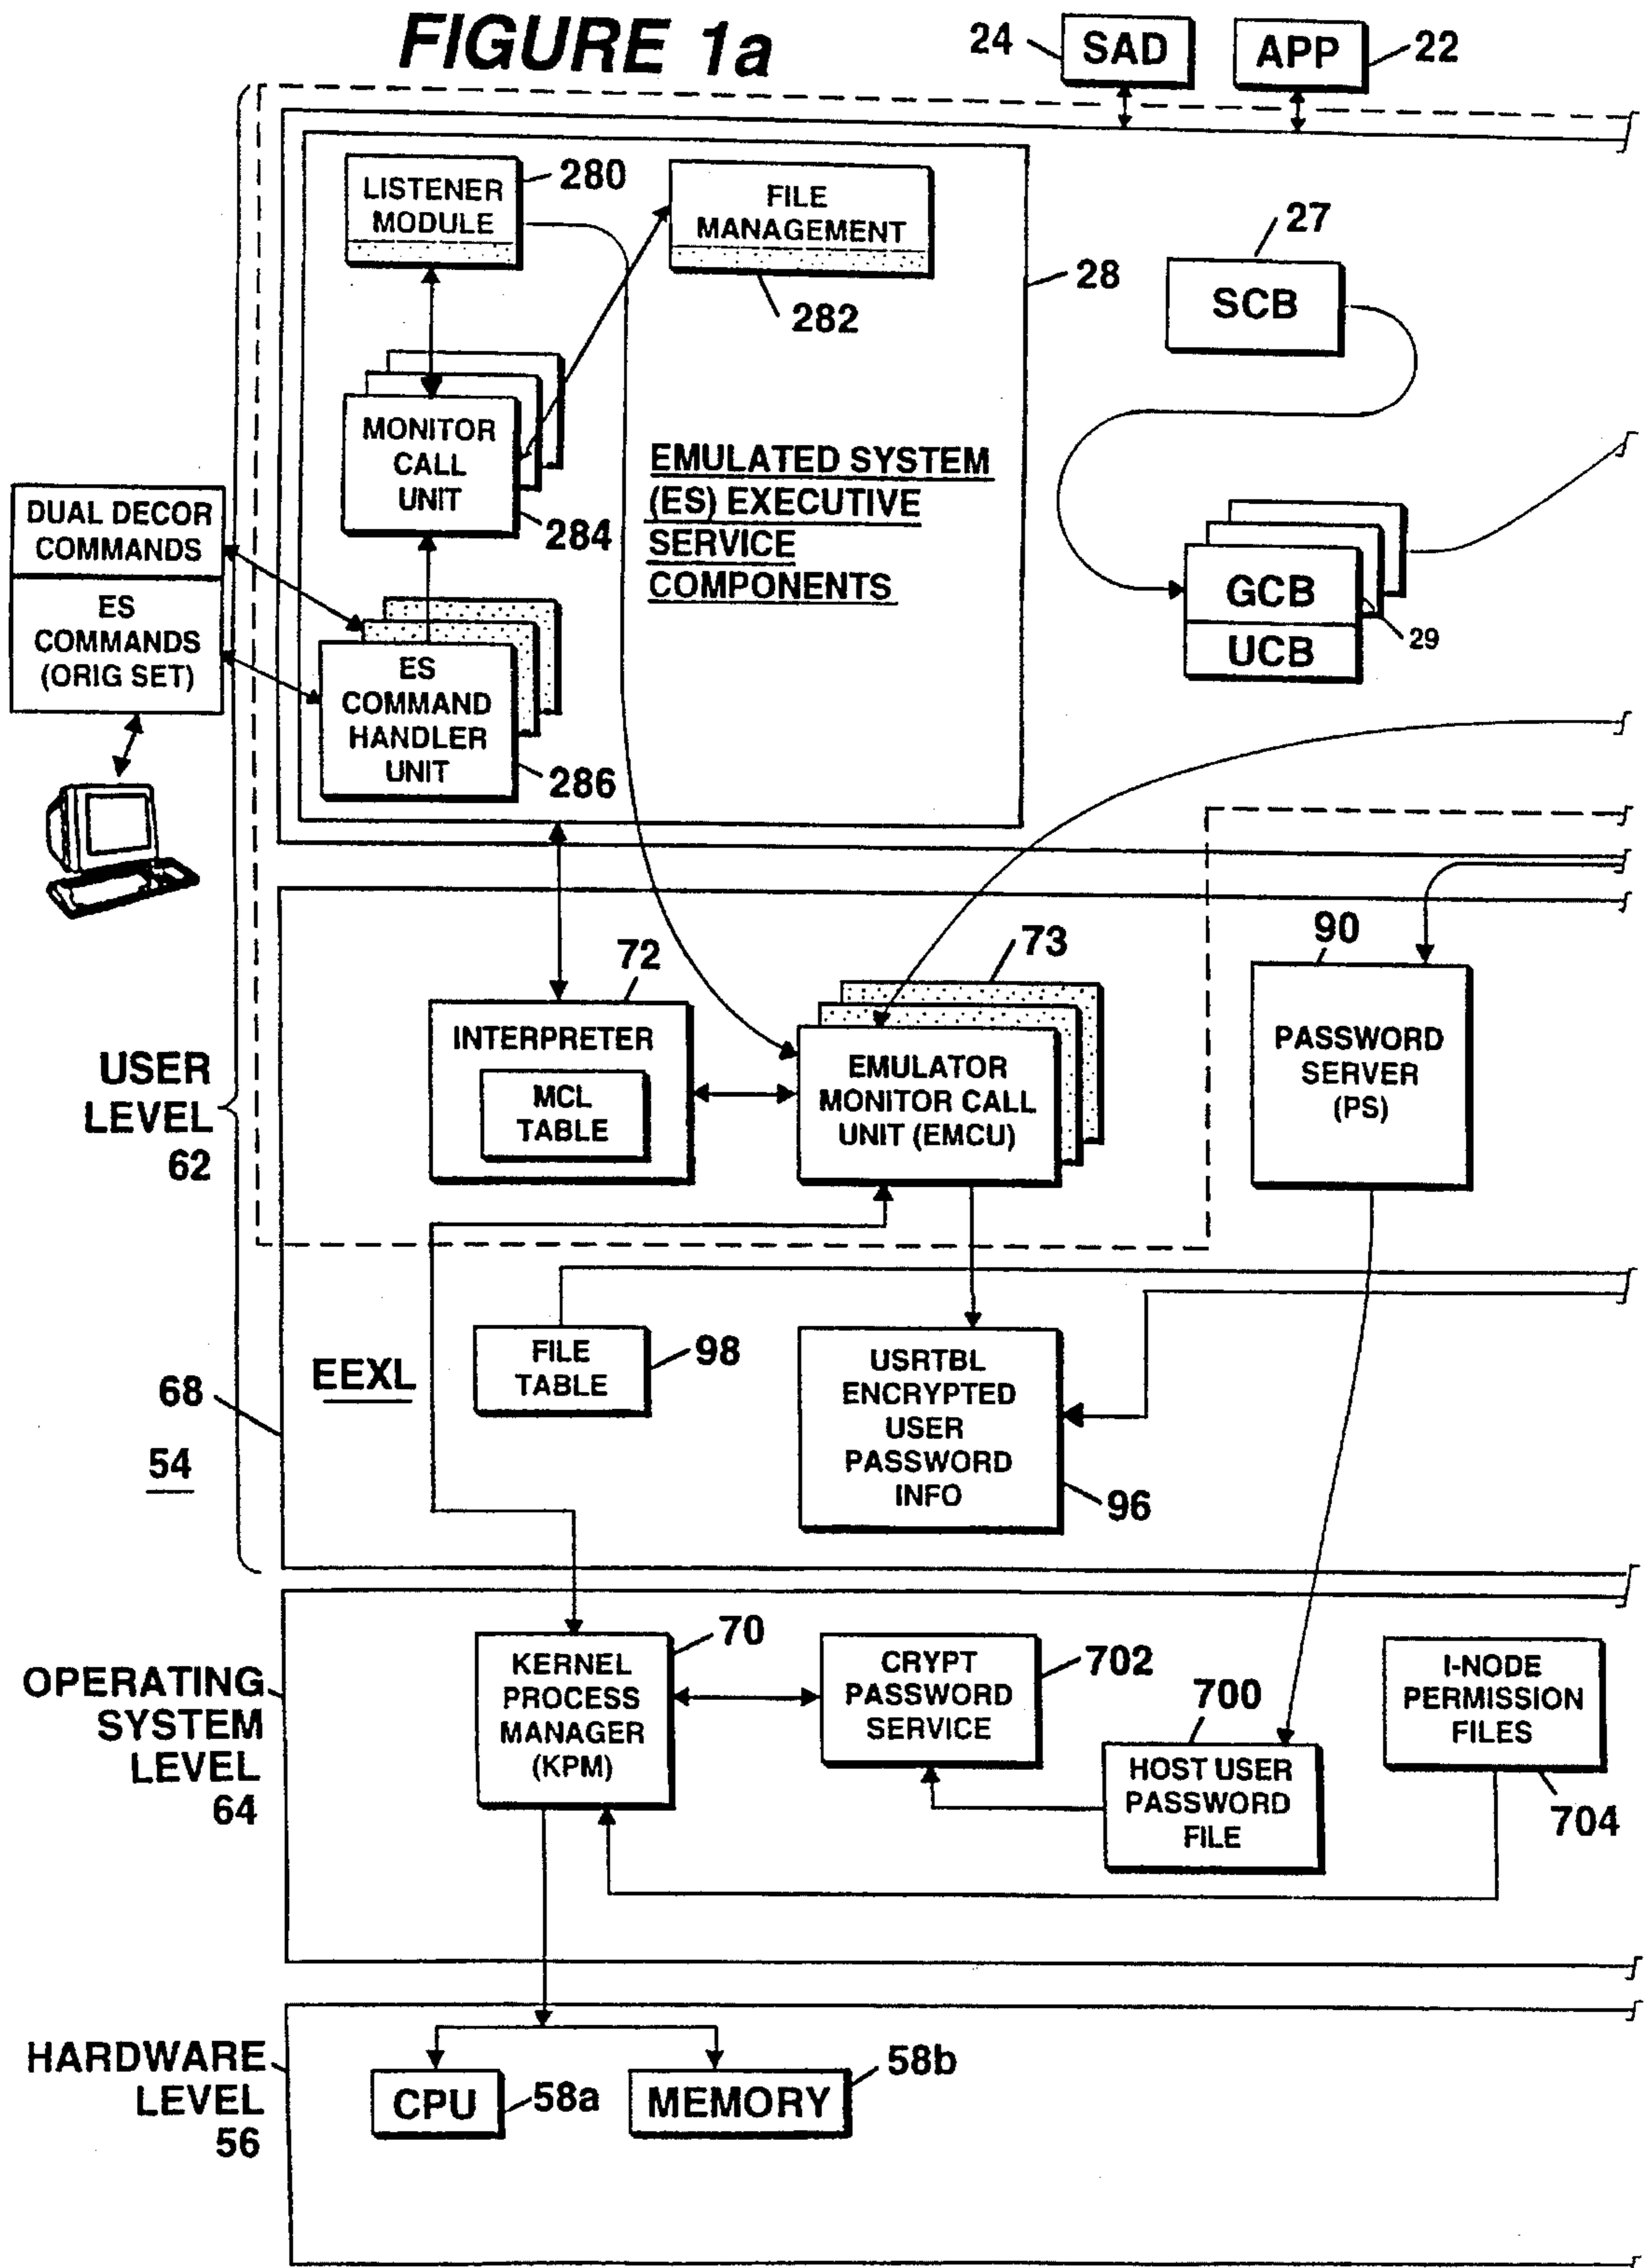 FIGURE 1a
24
SAD
APP
22
LISTENER
MODULE
280
FILE
MANAGEMENT
282
28
27
SCB
MONITOR
CALL
UNIT
284
EMULATED SYSTEM
(ES) EXECUTIVE
SERVICE
COMPONENTS
DUAL DECOR
COMMANDS
ES
COMMANDS
(ORIG SET)
GCB
UCB
29
ES
COMMAND
HANDLER
UNIT
286
USER
LEVEL
62
72
INTERPRETER
MCL
TABLE
73
EMULATOR
MONITOR CALL
UNIT (EMCU)
90
PASSWORD
SERVER
(PS)
68
54
EEXL
FILE
TABLE
98
USRTBL
ENCRYPTED
USER
PASSWORD
INFO
96
OPERATING
SYSTEM
LEVEL
64
70
KERNEL
PROCESS
MANAGER
(KPM)
CRYPT
PASSWORD
SERVICE
702
700
HOST USER
PASSWORD
FILE
I-NODE
PERMISSION
FILES
704
HARDWARE
LEVEL
56
CPU
58a
MEMORY
58b